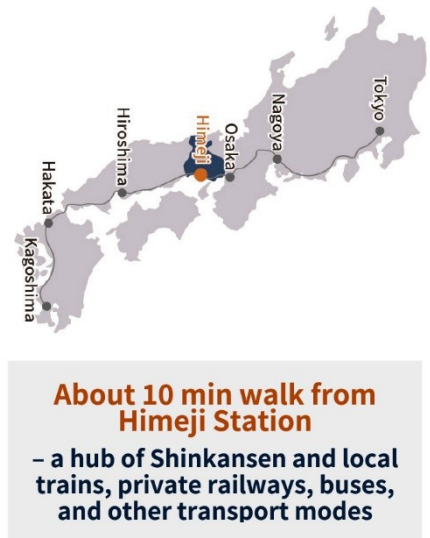 Tokyo
Nagoya
Osaka
Himeji
Hiroshima
Hakata
Kagoshima
About 10 min walk from
Himeji Station
– a hub of Shinkansen and local
trains, private railways, buses,
and other transport modes